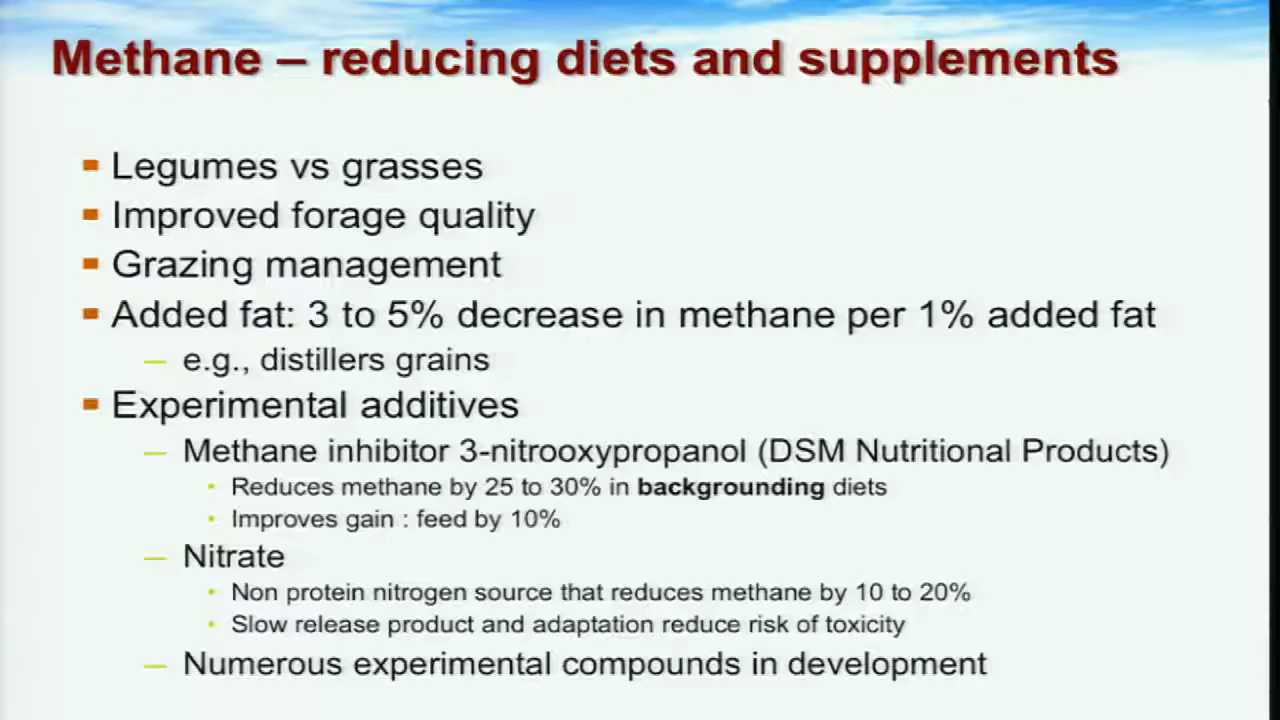 Methane – reducing diets and supplements
Legumes vs grasses
Improved forage quality
Grazing management
Added fat: 3 to 5% decrease in methane per 1% added fat
– e.g., distillers grains
Experimental additives
– Methane inhibitor 3-nitrooxypropanol (DSM Nutritional Products)
• Reduces methane by 25 to 30% in backgrounding diets
• Improves gain : feed by 10%
– Nitrate
• Non protein nitrogen source that reduces methane by 10 to 20%
• Slow release product and adaptation reduce risk of toxicity
– Numerous experimental compounds in development